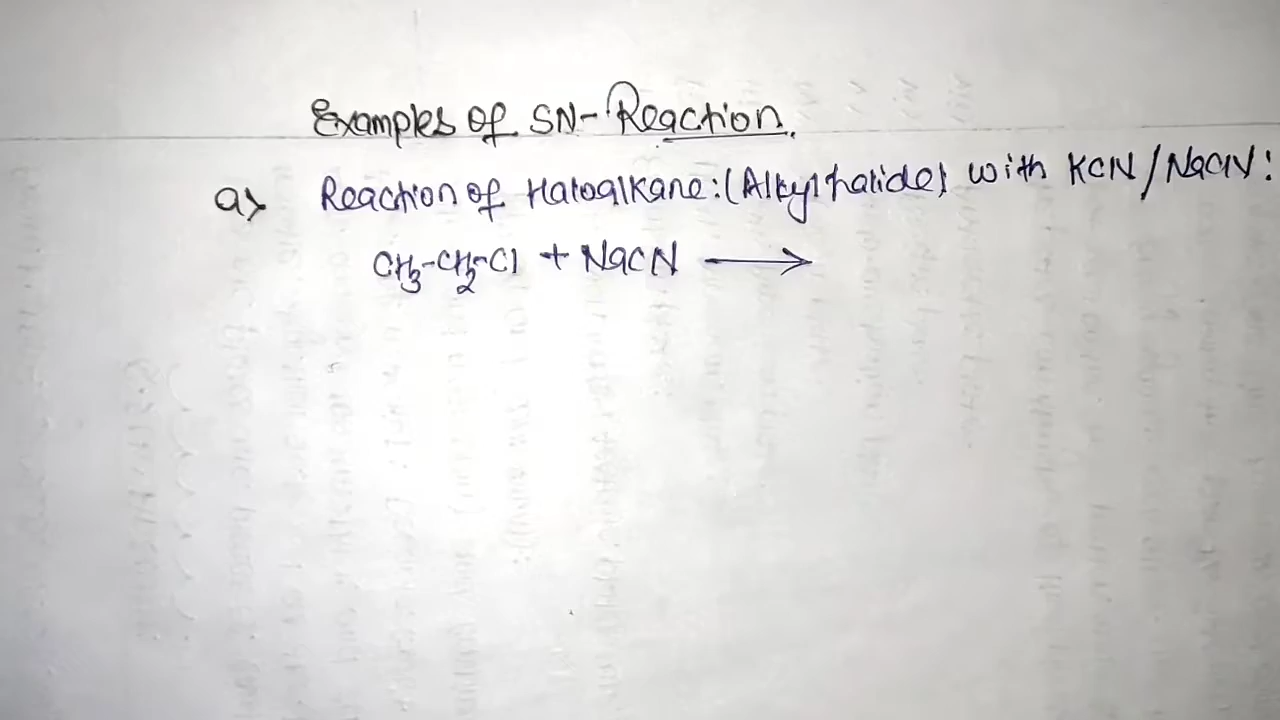 Examples of SN-Reaction.
a> Reaction of Haloalkane:(Alkyl halide) with KCN/NaCN:
CH3-CH2-Cl + NaCN →